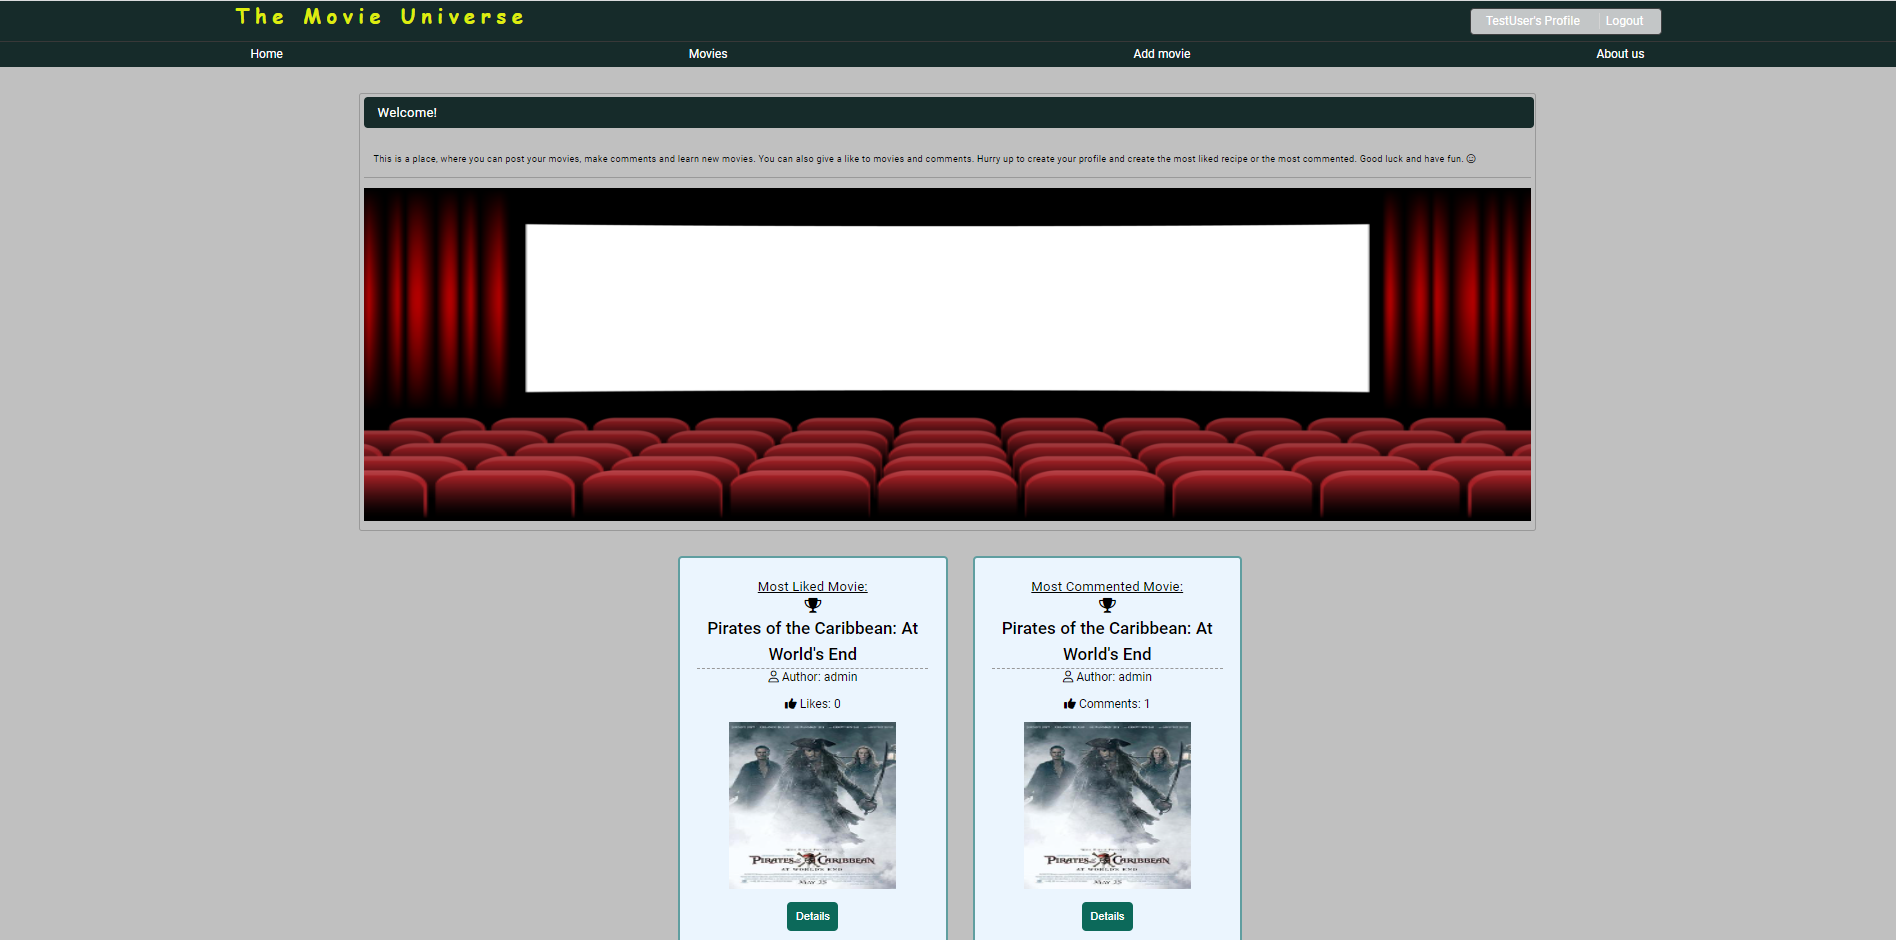 The Movie Universe
TestUser's Profile Logout
Home Movies Add movie About us
Welcome!
This is a place, where you can post your movies, make comments and learn new movies. You can also give a like to movies and comments. Hurry up to create your profile and create the most liked recipe or the most commented. Good luck and have fun.
Most Liked Movie:
Pirates of the Caribbean: At
World's End
Author: admin
Likes: 0
PIRATES of the CARIBBEAN
AT WORLD'S END
MAY 25
Details
Most Commented Movie:
Pirates of the Caribbean: At
World's End
Author: admin
Comments: 1
PIRATES of the CARIBBEAN
AT WORLD'S END
MAY 25
Details